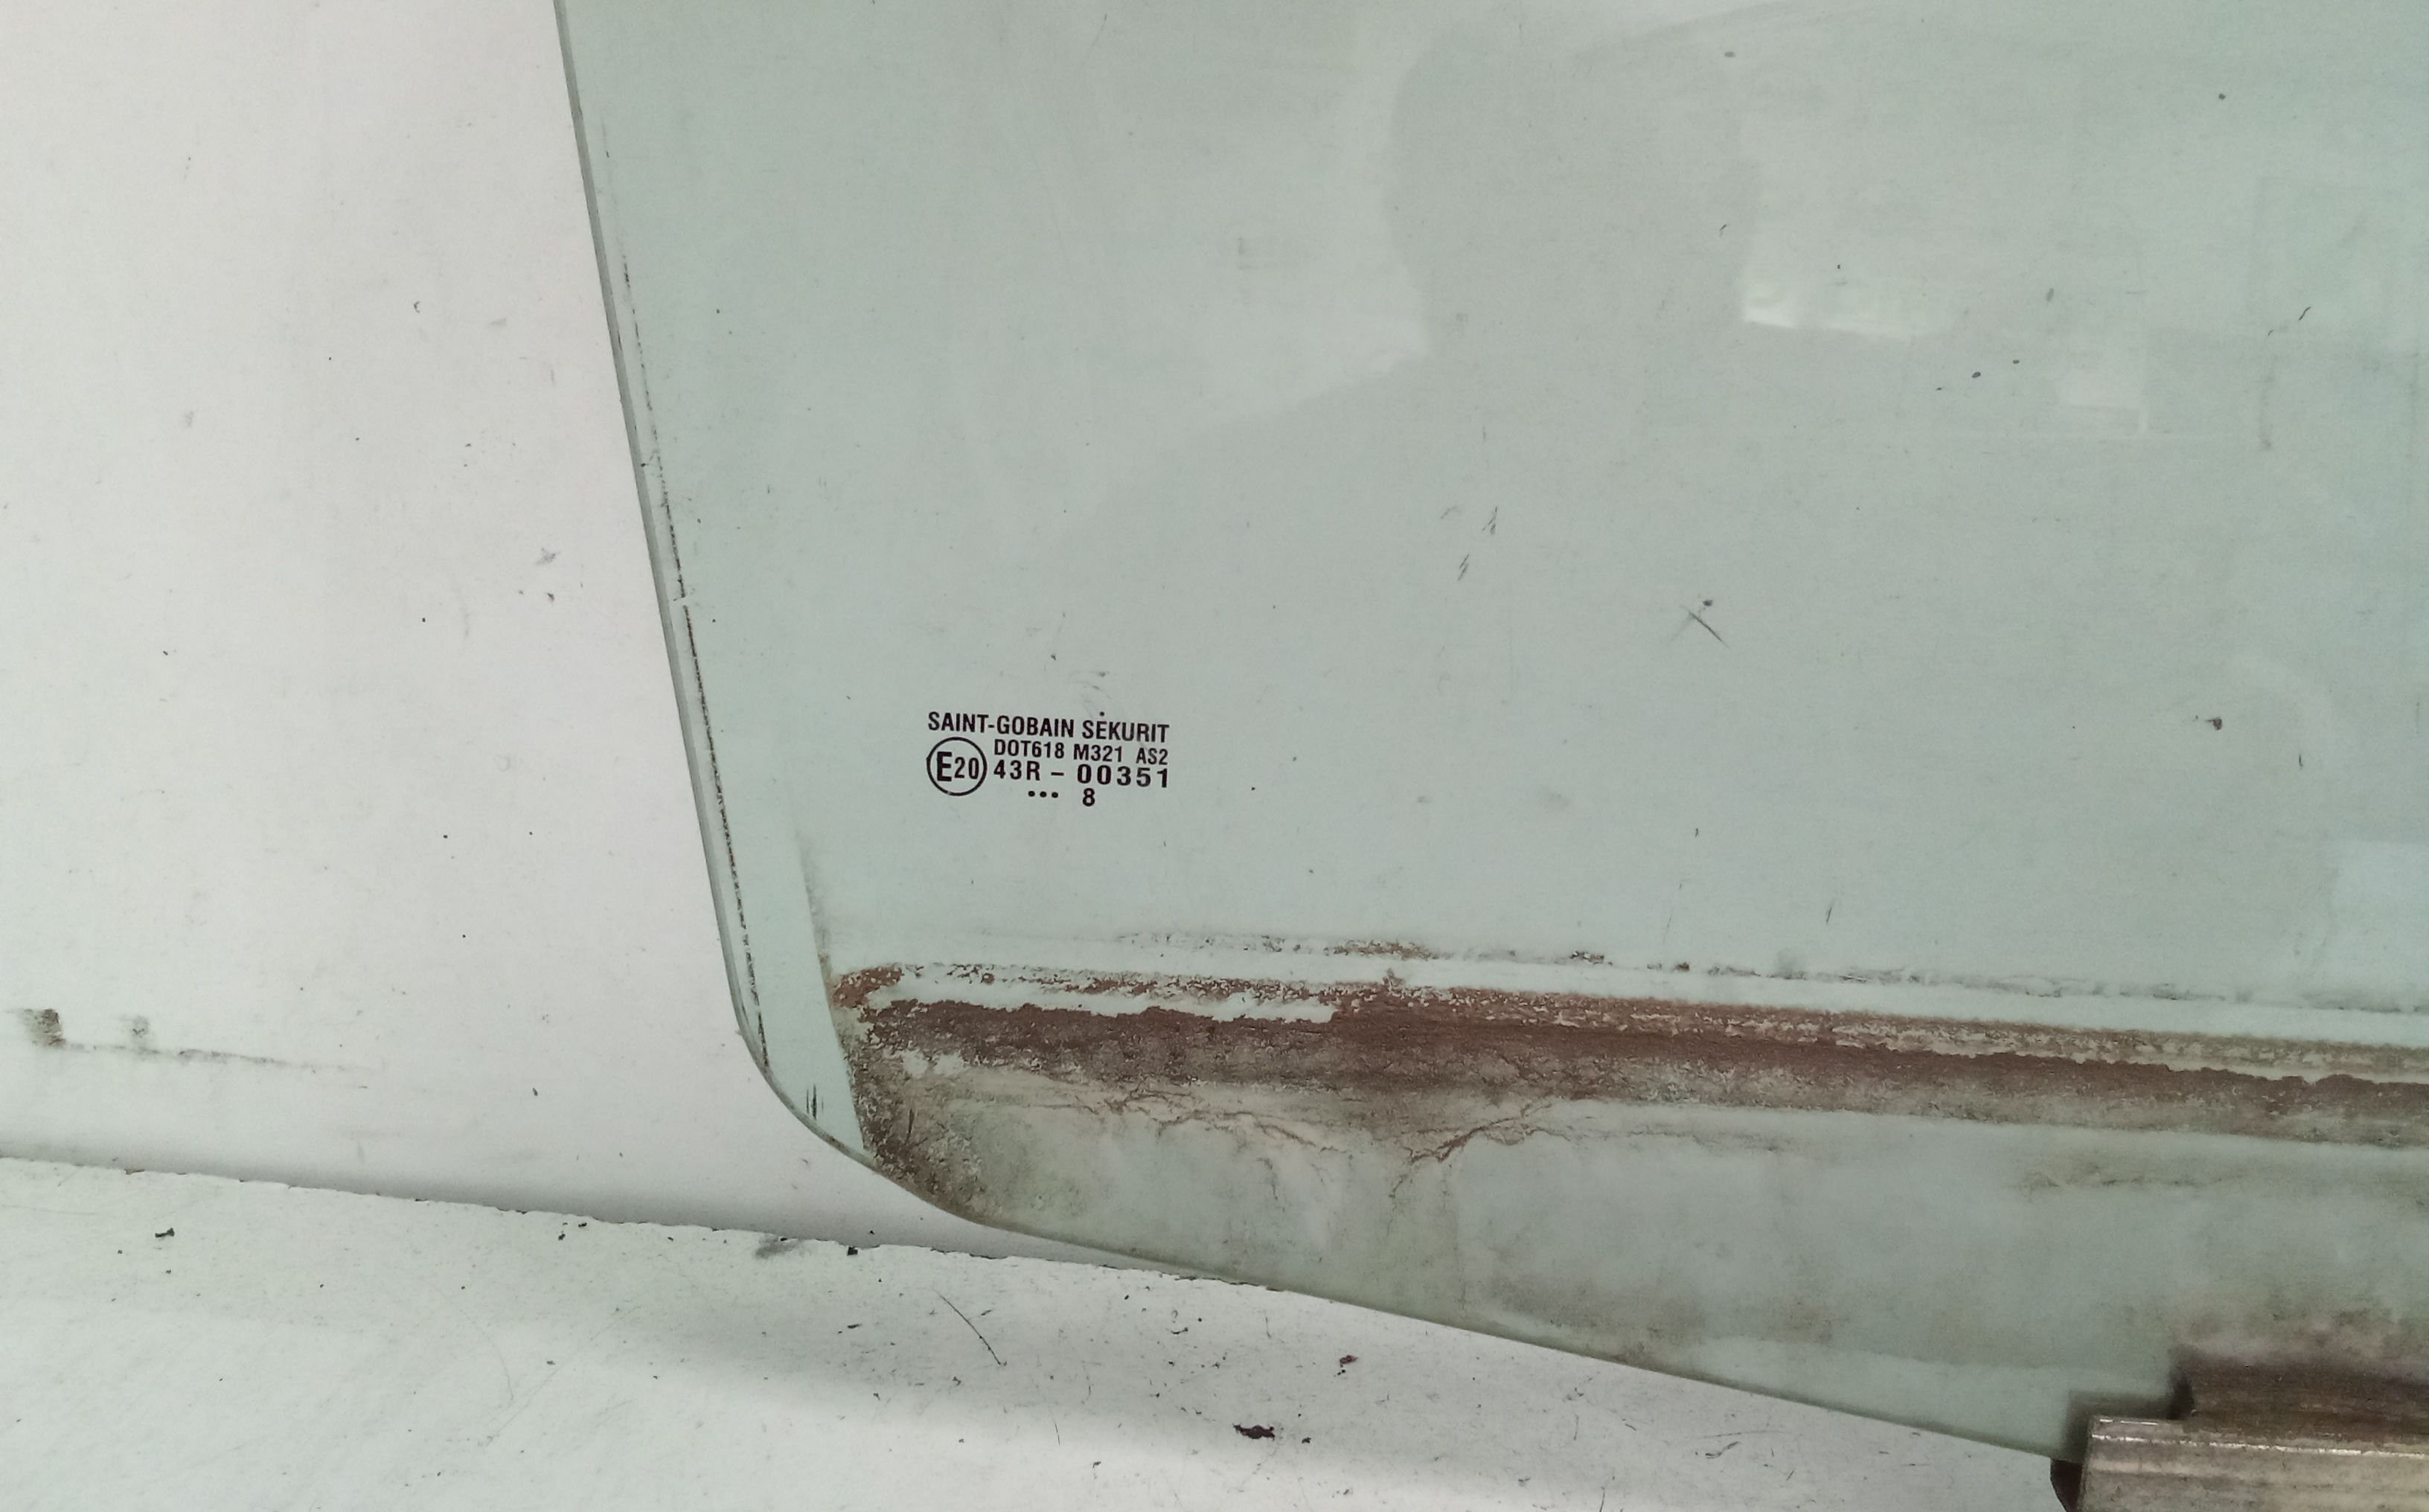 SAINT-GOBAIN SEKURIT
DOT618 M321 AS2
E20 43R - 00351
... 8